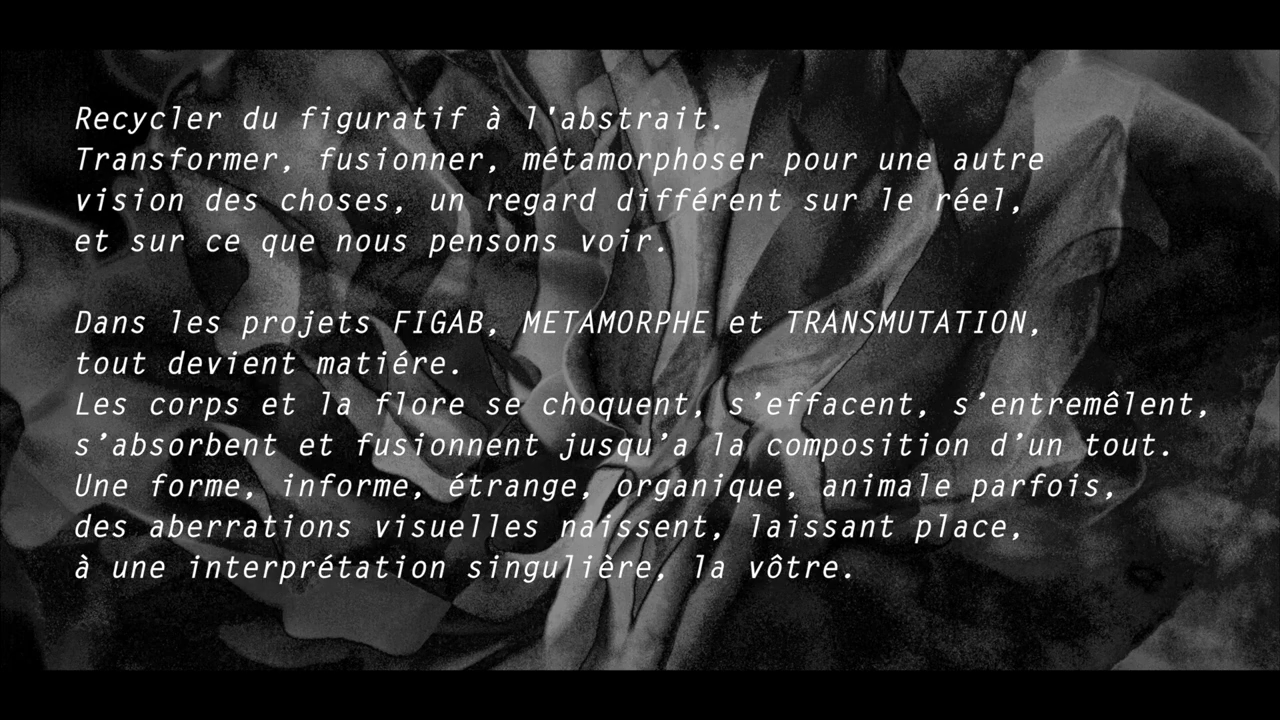 Recycler du figuratif à l'abstrait.
Transformer, fusionner, métamorphoser pour une autre
vision des choses, un regard différent sur le réel,
et sur ce que nous pensons voir.
Dans les projets FIGAB, METAMORPHE et TRANSMUTATION,
tout devient matiére.
Les corps et la flore se choquent, s’effacent, s’entremêlent,
s’absorbent et fusionnent jusqu’a la composition d’un tout.
Une forme, informe, étrange, organique, animale parfois,
des aberrations visuelles naissent, laissant place,
à une interprétation singulière, la vôtre.